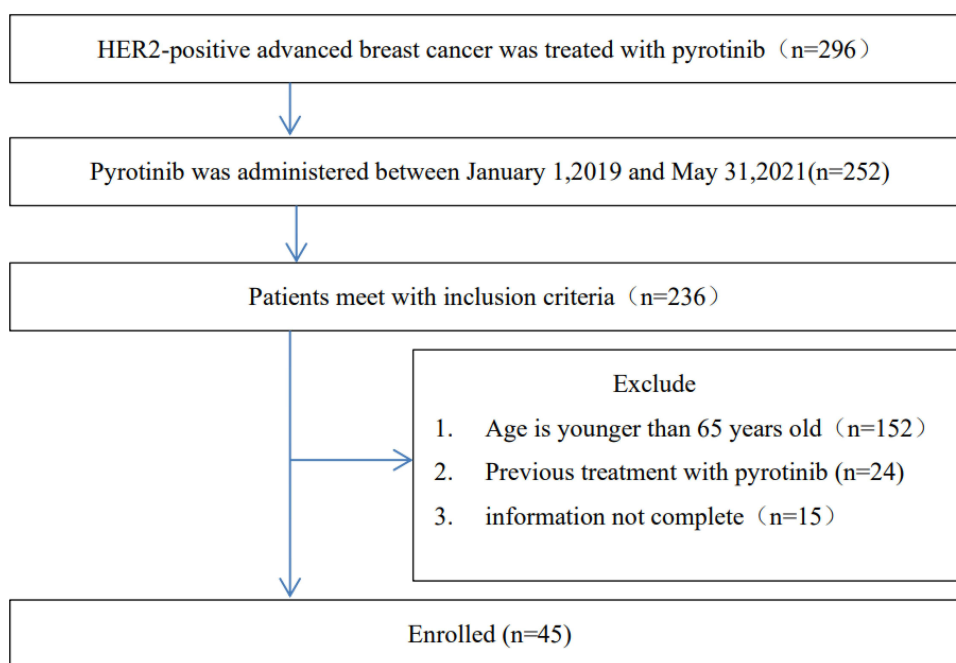 HER2-positive advanced breast cancer was treated with pyrotinib（n=296）
Pyrotinib was administered between January 1,2019 and May 31,2021(n=252)
Patients meet with inclusion criteria（n=236）
Exclude
1. Age is younger than 65 years old（n=152）
2. Previous treatment with pyrotinib (n=24)
3. information not complete（n=15）
Enrolled (n=45)